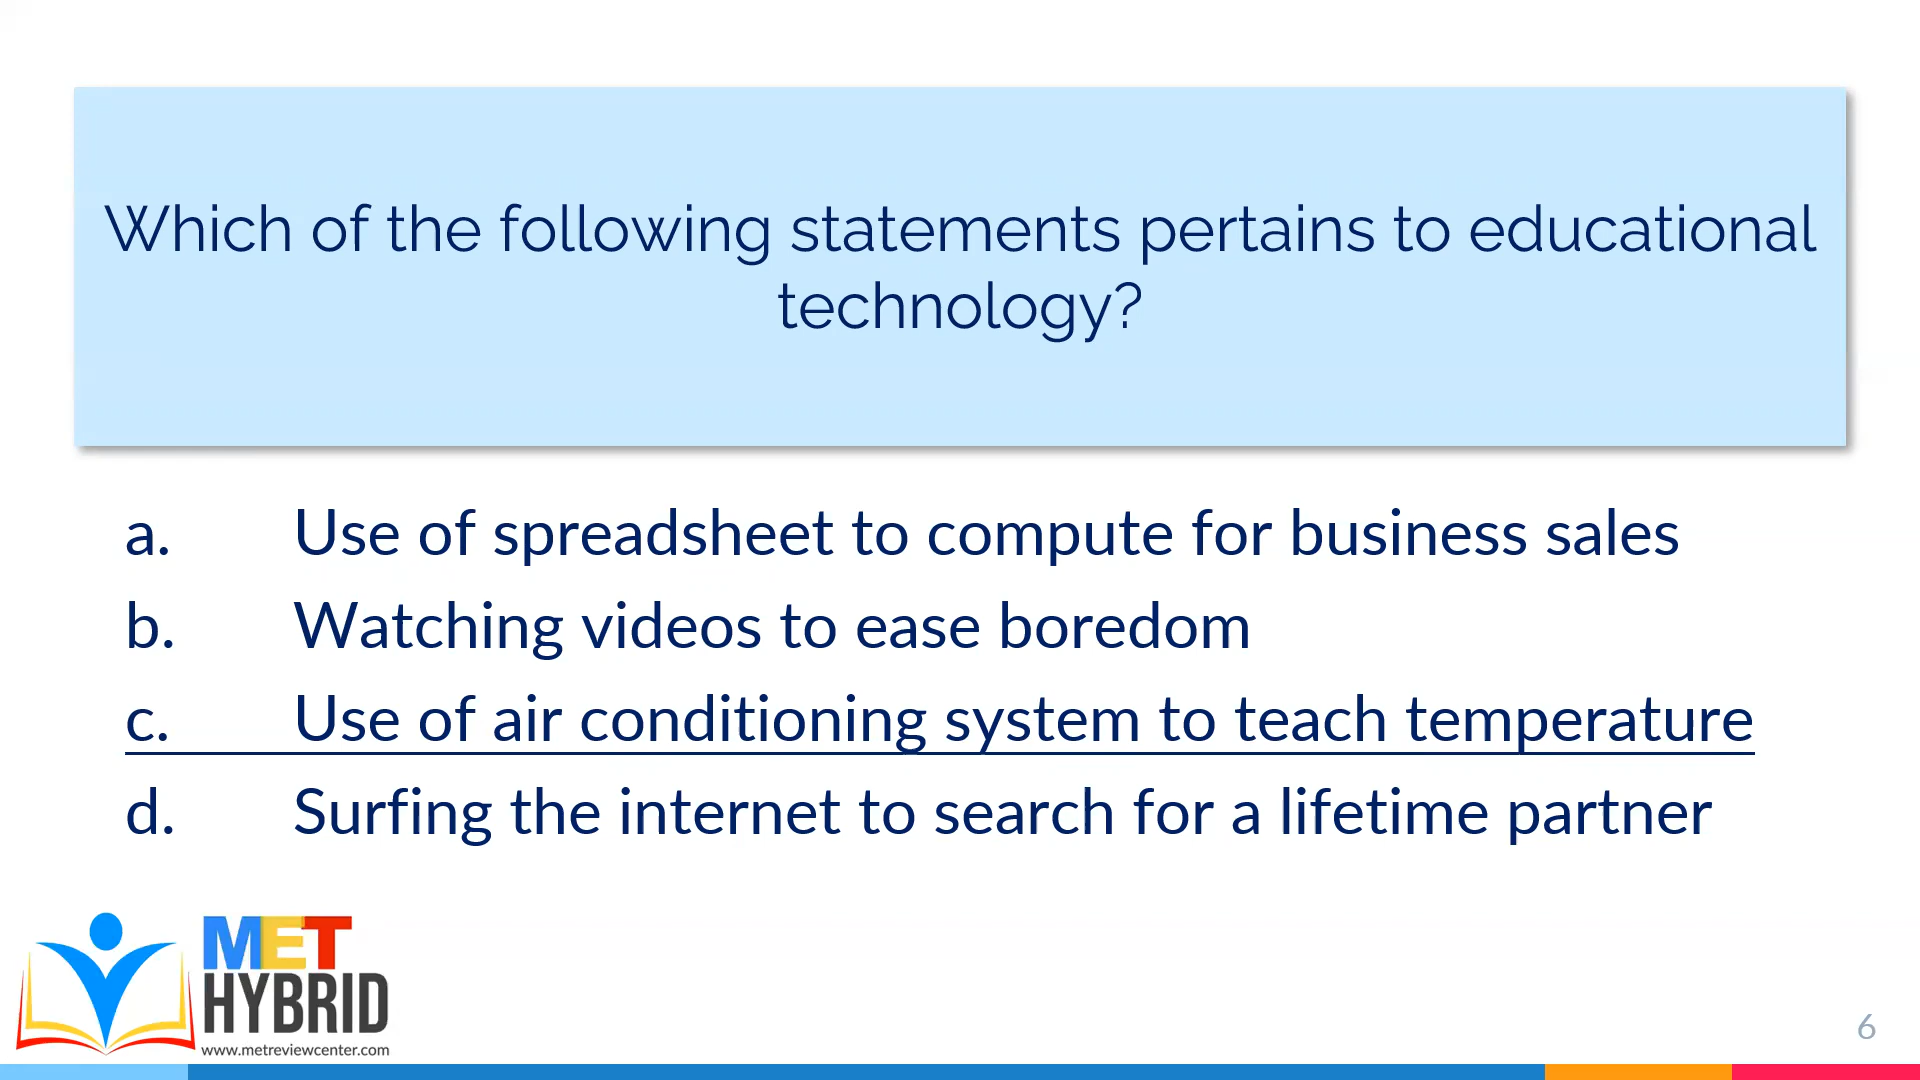 Which of the following statements pertains to educational
technology?
a. Use of spreadsheet to compute for business sales
b. Watching videos to ease boredom
c. Use of air conditioning system to teach temperature
d. Surfing the internet to search for a lifetime partner
MET
HYBRID
www.metreviewcenter.com
6